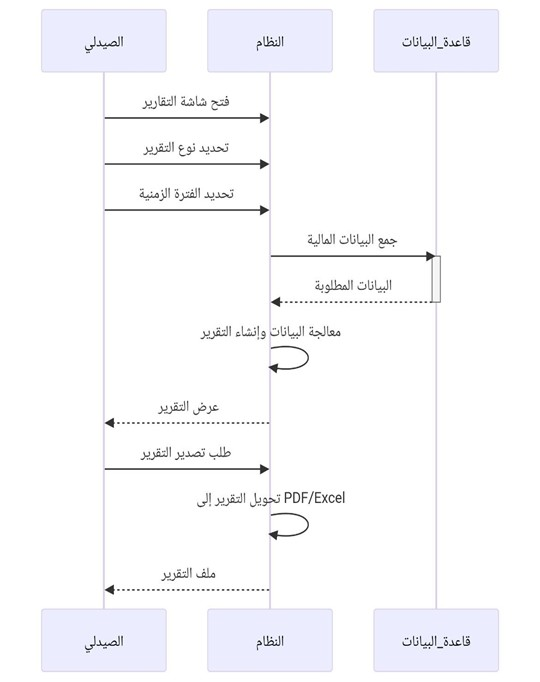 الصيدلي
النظام
قاعدة_البيانات
فتح شاشة التقارير
تحديد نوع التقرير
تحديد الفترة الزمنية
جمع البيانات المالية
البيانات المطلوبة
معالجة البيانات وإنشاء التقرير
عرض التقرير
طلب تصدير التقرير
تحويل التقرير إلى PDF/Excel
ملف التقرير
الصيدلي
النظام
قاعدة_البيانات